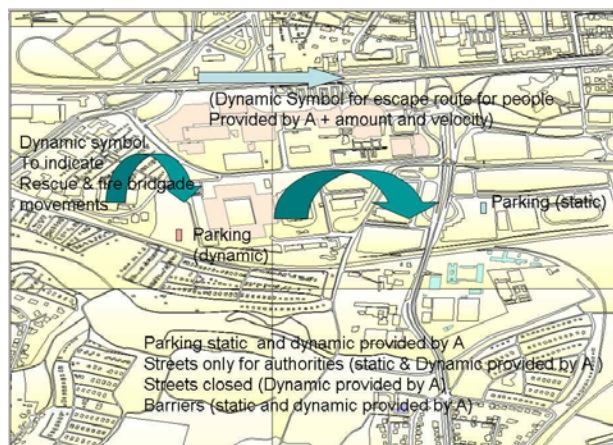 (Dynamic Symbol for escape route for people
Provided by A + amount and velocity)
Dynamic symbol
To indicate
Rescue & fire bridgade
movements
Parking (static)
Parking
(dynamic)
Parking static and dynamic provided by A
Streets only for authorities (static & Dynamic provided by A )
Streets closed (Dynamic provided by A)
Barriers (static and dynamic provided by A)